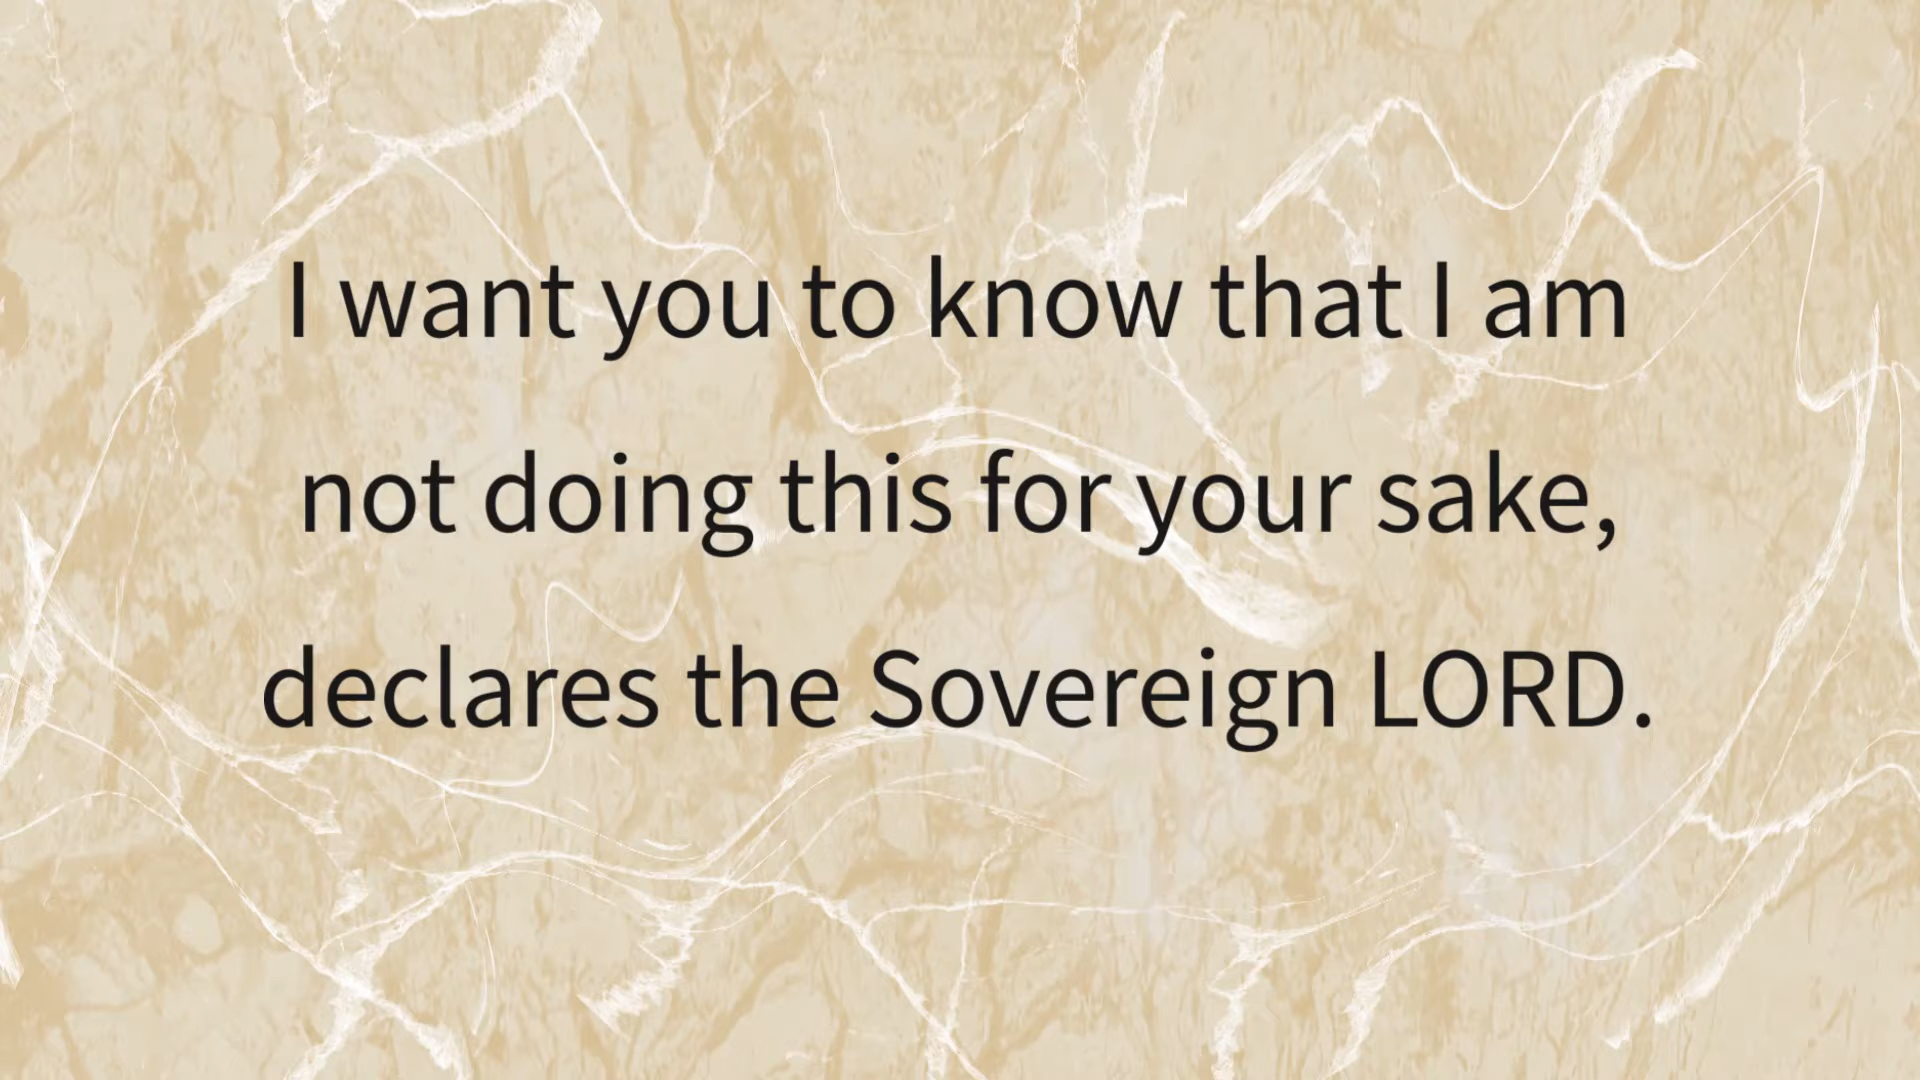 I want you to know that I am
not doing this for your sake,
declares the Sovereign LORD.